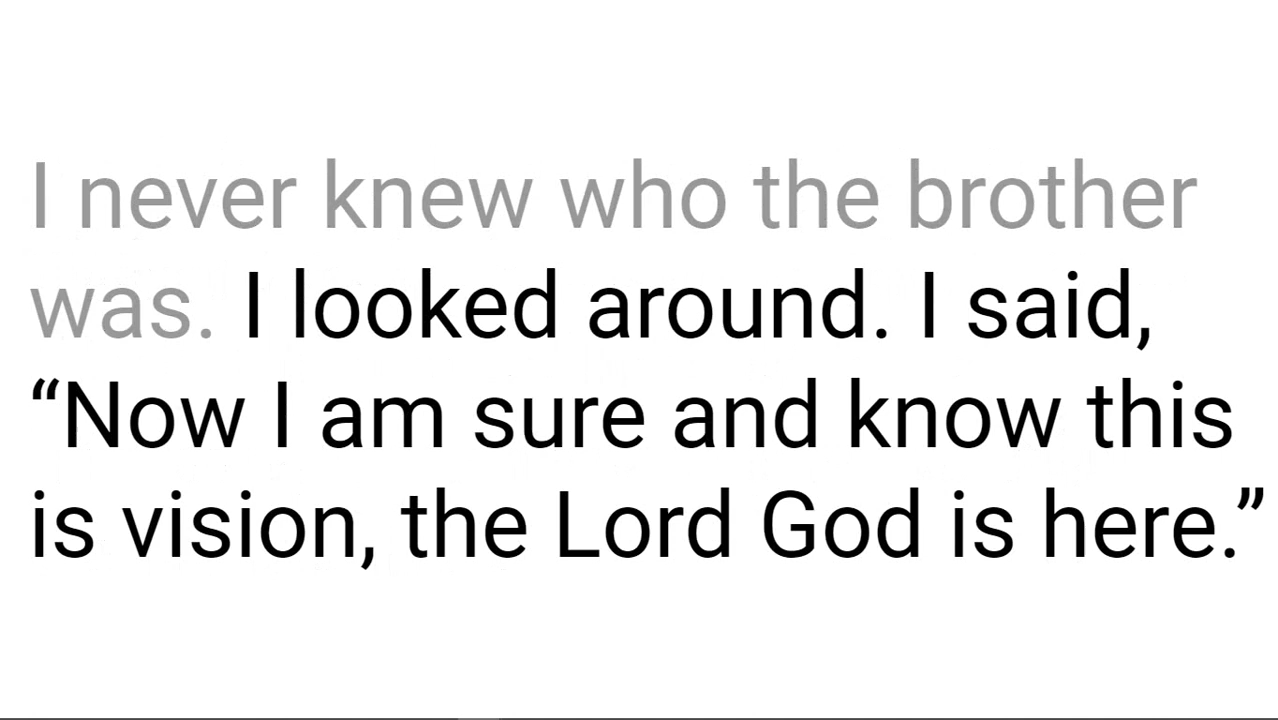 I never knew who the brother
was. I looked around. I said,
“Now I am sure and know this
is vision, the Lord God is here.”